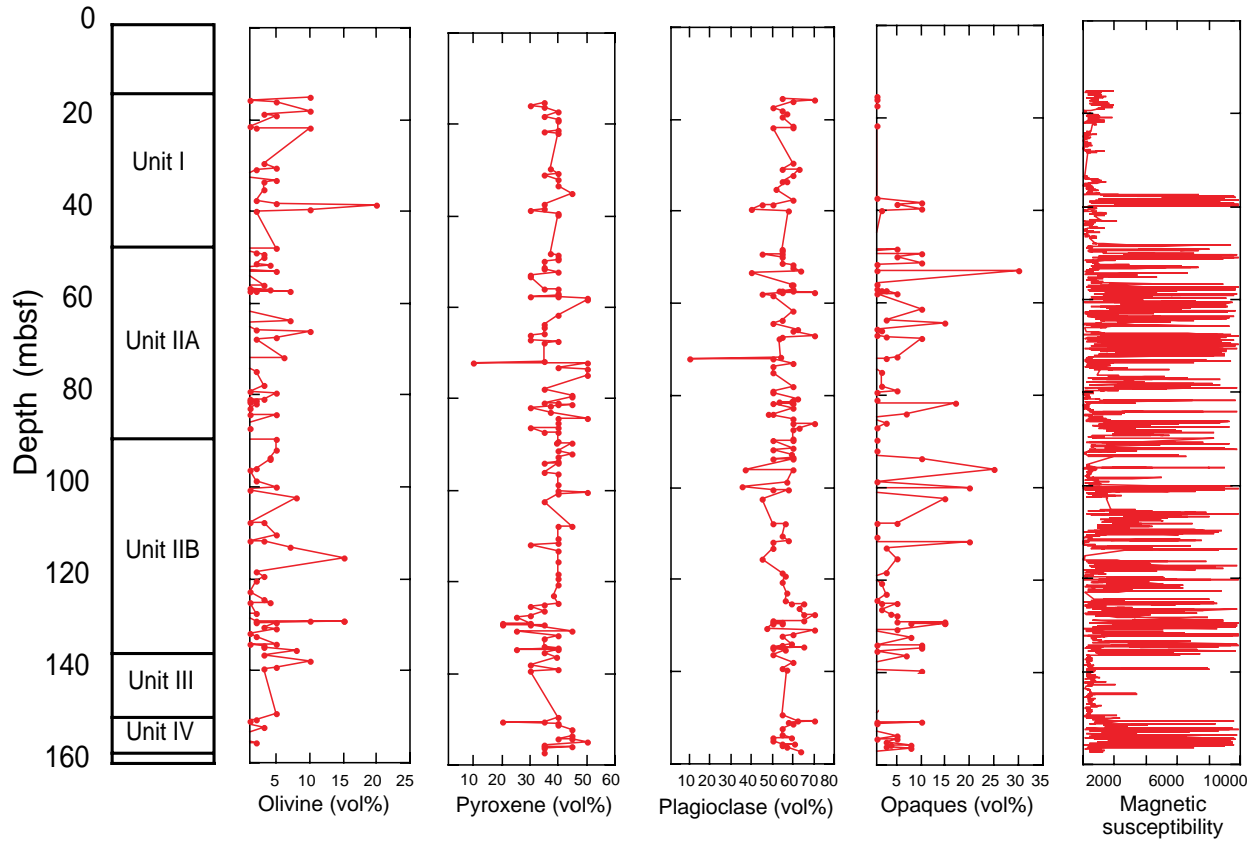 0
20
40
60
80
100
120
140
160
Depth (mbsf)
Unit I
Unit IIA
Unit IIB
Unit III
Unit IV
5 10 15 20 25
Olivine (vol%)
10 20 30 40 50 60
Pyroxene (vol%)
10 20 30 40 50 60 70 80
Plagioclase (vol%)
5 10 15 20 25 30 35
Opaques (vol%)
2000 6000 10000
Magnetic
susceptibility